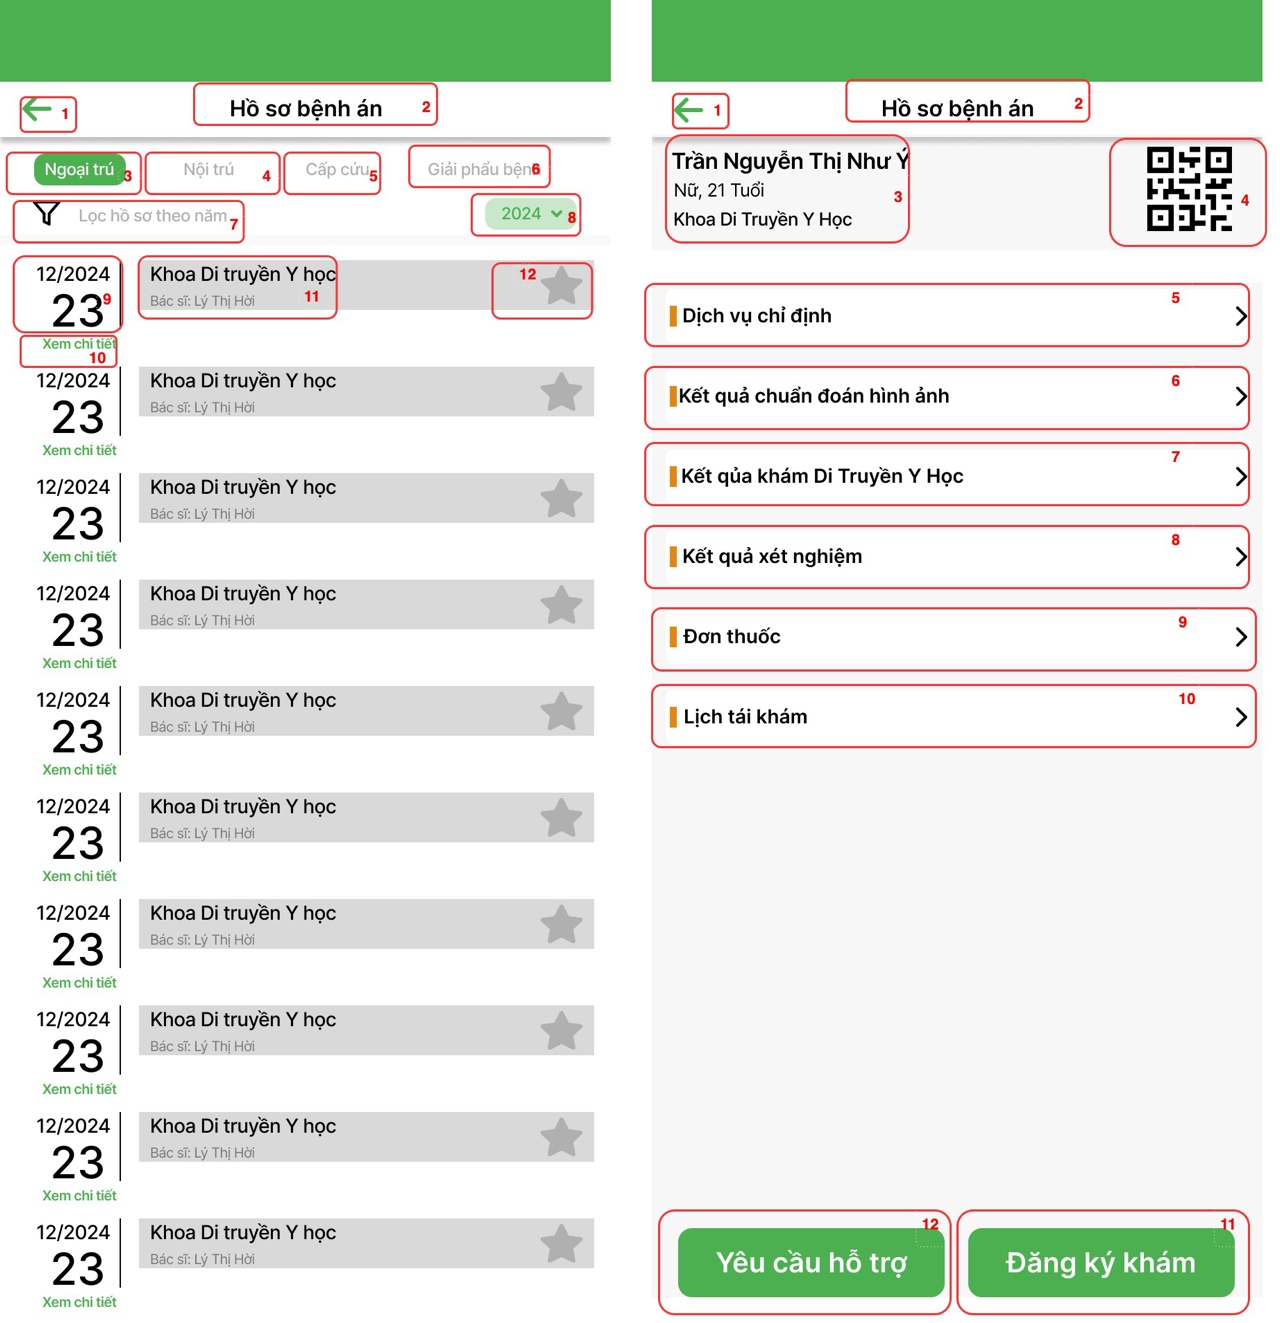 Hồ sơ bệnh án 2
1
Ngoại trú 3
Nội trú 4
Cấp cứu 5
Giải phẩu bện 6
Lọc hồ sơ theo năm 7
2024 8
12/2024
23 9
Xem chi tiết
10
Khoa Di truyền Y học
Bác sĩ: Lý Thị Hời 11
12
12/2024
23
Xem chi tiết
Khoa Di truyền Y học
Bác sĩ: Lý Thị Hời
12/2024
23
Xem chi tiết
Khoa Di truyền Y học
Bác sĩ: Lý Thị Hời
12/2024
23
Xem chi tiết
Khoa Di truyền Y học
Bác sĩ: Lý Thị Hời
12/2024
23
Xem chi tiết
Khoa Di truyền Y học
Bác sĩ: Lý Thị Hời
12/2024
23
Xem chi tiết
Khoa Di truyền Y học
Bác sĩ: Lý Thị Hời
12/2024
23
Xem chi tiết
Khoa Di truyền Y học
Bác sĩ: Lý Thị Hời
12/2024
23
Xem chi tiết
Khoa Di truyền Y học
Bác sĩ: Lý Thị Hời
12/2024
23
Xem chi tiết
Khoa Di truyền Y học
Bác sĩ: Lý Thị Hời
12/2024
23
Xem chi tiết
Khoa Di truyền Y học
Bác sĩ: Lý Thị Hời
1
Hồ sơ bệnh án 2
Trần Nguyễn Thị Như Ý
Nữ, 21 Tuổi 3
Khoa Di Truyền Y Học
4
Dịch vụ chỉ định 5
Kết quả chuẩn đoán hình ảnh 6
Kết qủa khám Di Truyền Y Học 7
Kết quả xét nghiệm 8
Đơn thuốc 9
Lịch tái khám 10
Yêu cầu hỗ trợ 12
Đăng ký khám 11